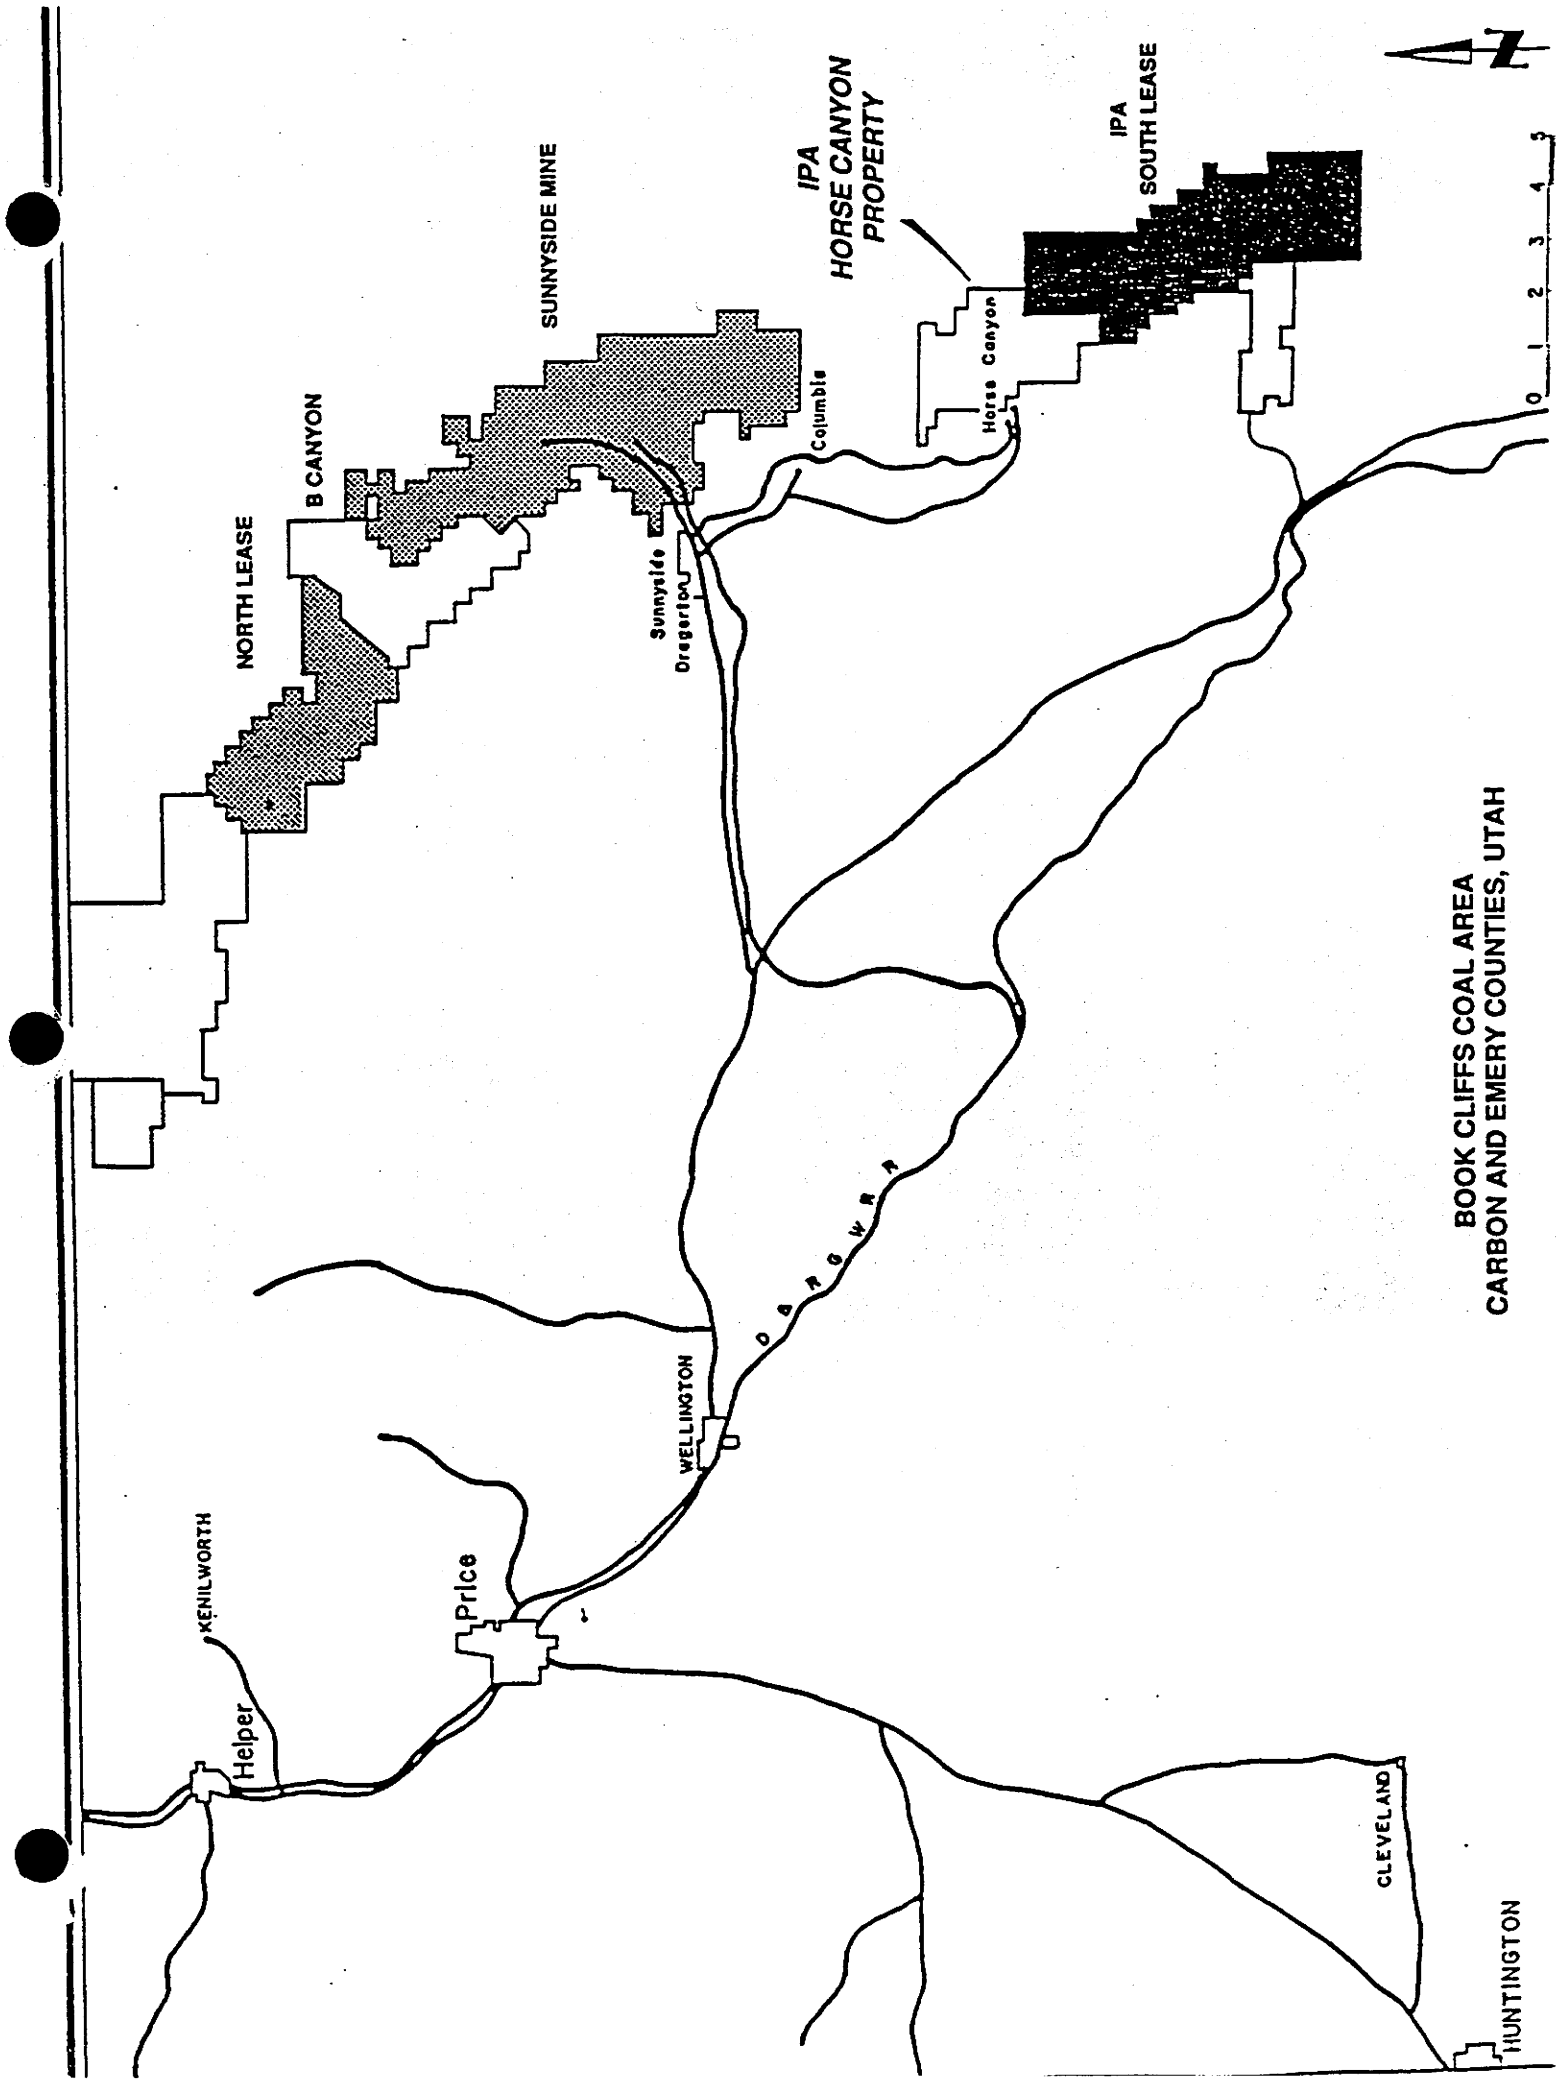 NORTH LEASE
B CANYON
SUNNYSIDE MINE
IPA
HORSE CANYON
PROPERTY
IPA
SOUTH LEASE
KENILWORTH
Helper
Price
WELLINGTON
Sunnyside
Dragerton
Columbia
Horse Canyon
D & R G W R R
CLEVELAND
HUNTINGTON
BOOK CLIFFS COAL AREA
CARBON AND EMERY COUNTIES, UTAH
0 1 2 3 4 5
N